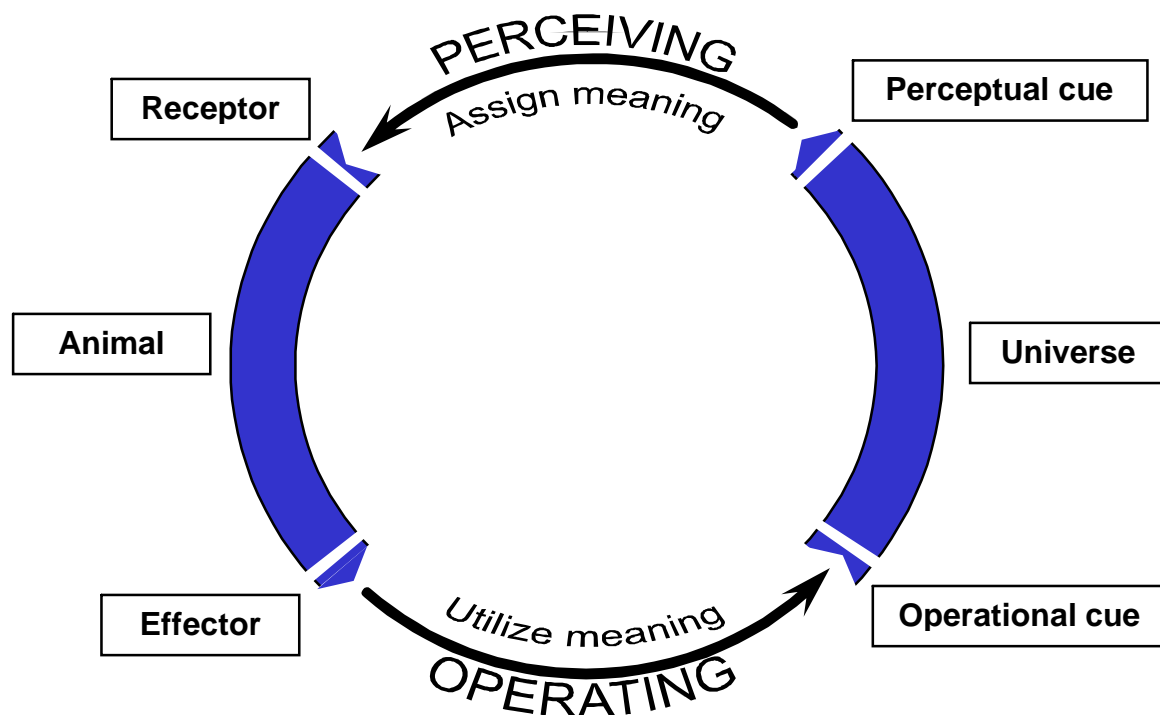 PERCEIVING
Assign meaning
Receptor
Perceptual cue
Animal
Universe
Effector
Operational cue
Utilize meaning
OPERATING